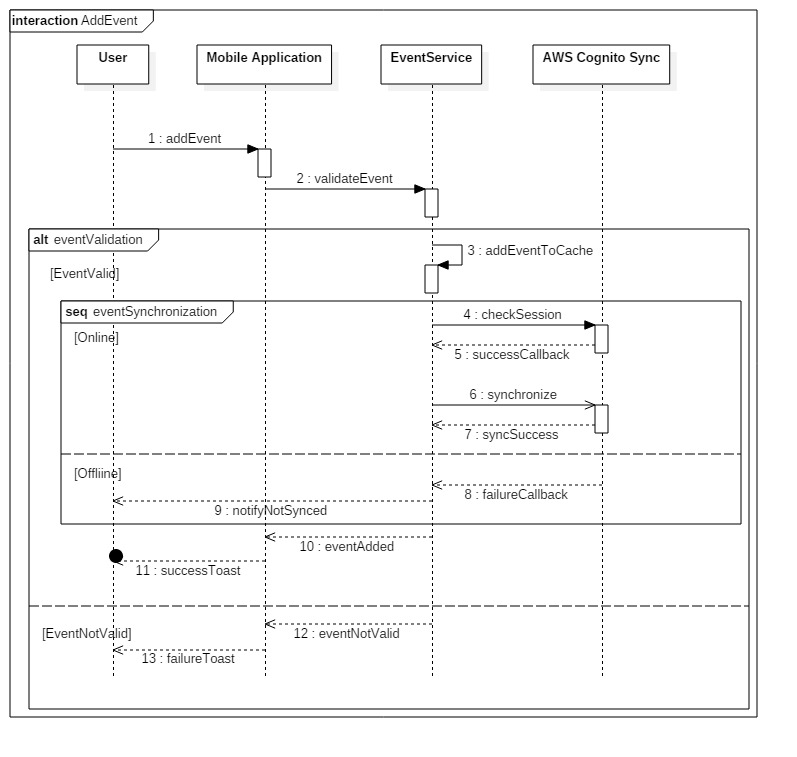 interaction AddEvent
User
Mobile Application
EventService
AWS Cognito Sync
1 : addEvent
2 : validateEvent
alt eventValidation
3 : addEventToCache
[EventValid]
seq eventSynchronization
4 : checkSession
[Online]
5 : successCallback
6 : synchronize
7 : syncSuccess
[Offliine]
8 : failureCallback
9 : notifyNotSynced
10 : eventAdded
11 : successToast
12 : eventNotValid
[EventNotValid]
13 : failureToast